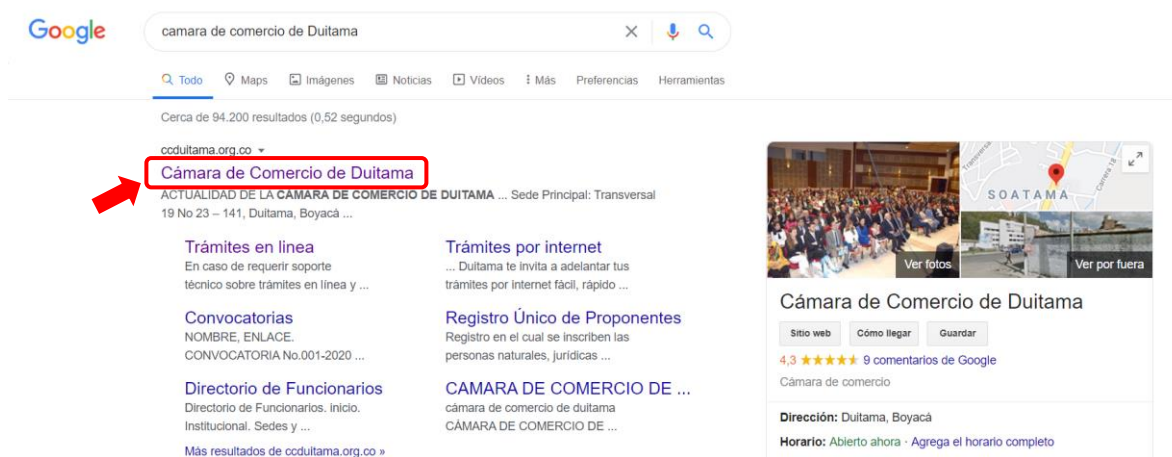 Google
camara de comercio de Duitama
Todo Maps Imágenes Noticias Vídeos Más Preferencias Herramientas
Cerca de 94.200 resultados (0,52 segundos)
ccduitama.org.co
Cámara de Comercio de Duitama
ACTUALIDAD DE LA CAMARA DE COMERCIO DE DUITAMA ... Sede Principal: Transversal
19 No 23 – 141, Duitama, Boyacá ...
Trámites en linea
En caso de requerir soporte
técnico sobre trámites en línea y ...
Trámites por internet
... Duitama te invita a adelantar tus
trámites por internet fácil, rápido ...
Convocatorias
NOMBRE, ENLACE.
CONVOCATORIA No.001-2020 ...
Registro Único de Proponentes
Registro en el cual se inscriben las
personas naturales, jurídicas ...
Directorio de Funcionarios
Directorio de Funcionarios. inicio.
Institucional. Sedes y ...
CAMARA DE COMERCIO DE ...
cámara de comercio de duitama
CÁMARA DE COMERCIO DE ...
Más resultados de ccduitama.org.co »
SOATAMA
Carrera 18
Ver fotos
Ver por fuera
Cámara de Comercio de Duitama
Sitio web Cómo llegar Guardar
4,3 9 comentarios de Google
Cámara de comercio
Dirección: Duitama, Boyacá
Horario: Abierto ahora · Agrega el horario completo